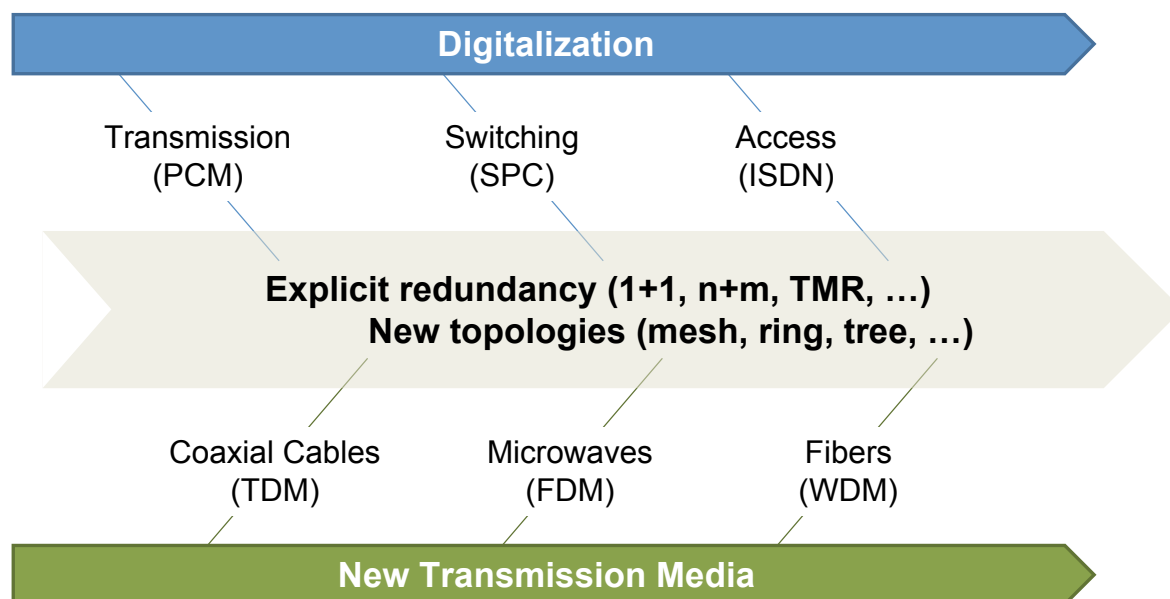 Digitalization
Transmission
(PCM)
Switching
(SPC)
Access
(ISDN)
Explicit redundancy (1+1, n+m, TMR, …)
New topologies (mesh, ring, tree, …)
Coaxial Cables
(TDM)
Microwaves
(FDM)
Fibers
(WDM)
New Transmission Media